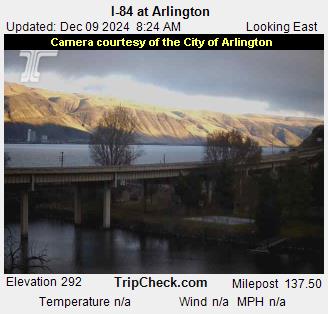 I-84 at Arlington
Updated: Dec 09 2024 8:24 AM Looking East
Camera courtesy of the City of Arlington
Elevation 292 TripCheck.com Milepost 137.50
Temperature n/a Wind n/a MPH n/a